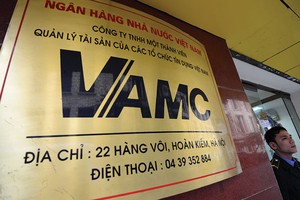 NGÂN HÀNG NHÀ NƯỚC VIỆT NAM
CÔNG TY TNHH MỘT THÀNH VIÊN
QUẢN LÝ TÀI SẢN CỦA CÁC TỔ CHỨC TÍN DỤNG VIỆT NAM
VAMC
ĐỊA CHỈ : 22 HÀNG VÔI, HOÀN KIẾM, HÀ NỘI
ĐIỆN THOẠI : 04 39 352 884